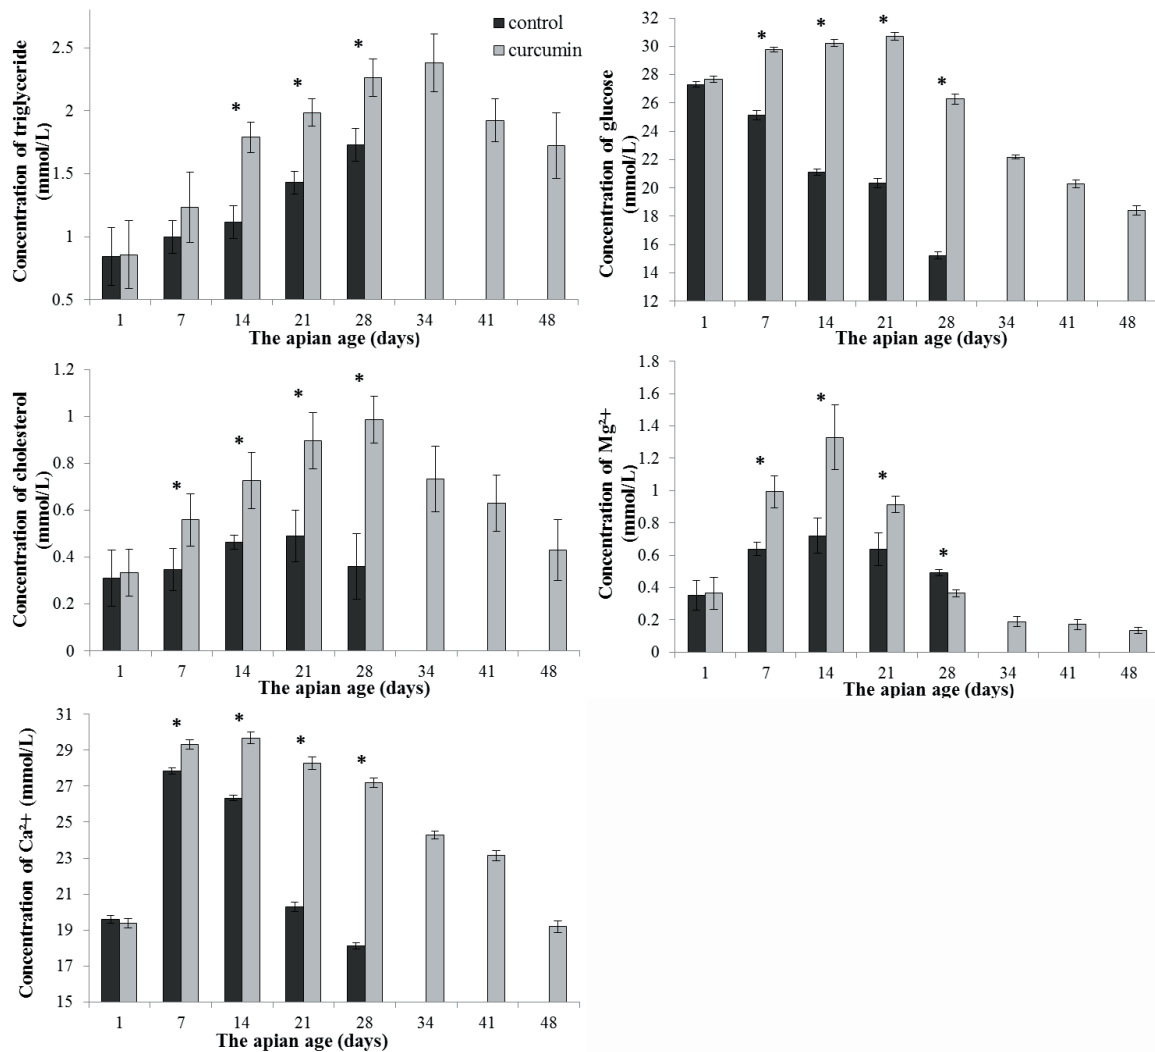 control
curcumin
Concentration of triglyceride
(mmol/L)
2.5
2
1.5
1
0.5
* * *
1 7 14 21 28 34 41 48
The apian age (days)
Concentration of glucose
(mmol/L)
32
30
28
26
24
22
20
18
16
14
12
* * * *
1 7 14 21 28 34 41 48
The apian age (days)
Concentration of cholesterol
(mmol/L)
1.2
1
0.8
0.6
0.4
0.2
0
* * * *
1 7 14 21 28 34 41 48
The apian age (days)
Concentration of Mg²+
(mmol/L)
1.8
1.6
1.4
1.2
1
0.8
0.6
0.4
0.2
0
* * * *
1 7 14 21 28 34 41 48
The apian age (days)
Concentration of Ca²+ (mmol/L)
31
29
27
25
23
21
19
17
15
* * * *
1 7 14 21 28 34 41 48
The apian age (days)